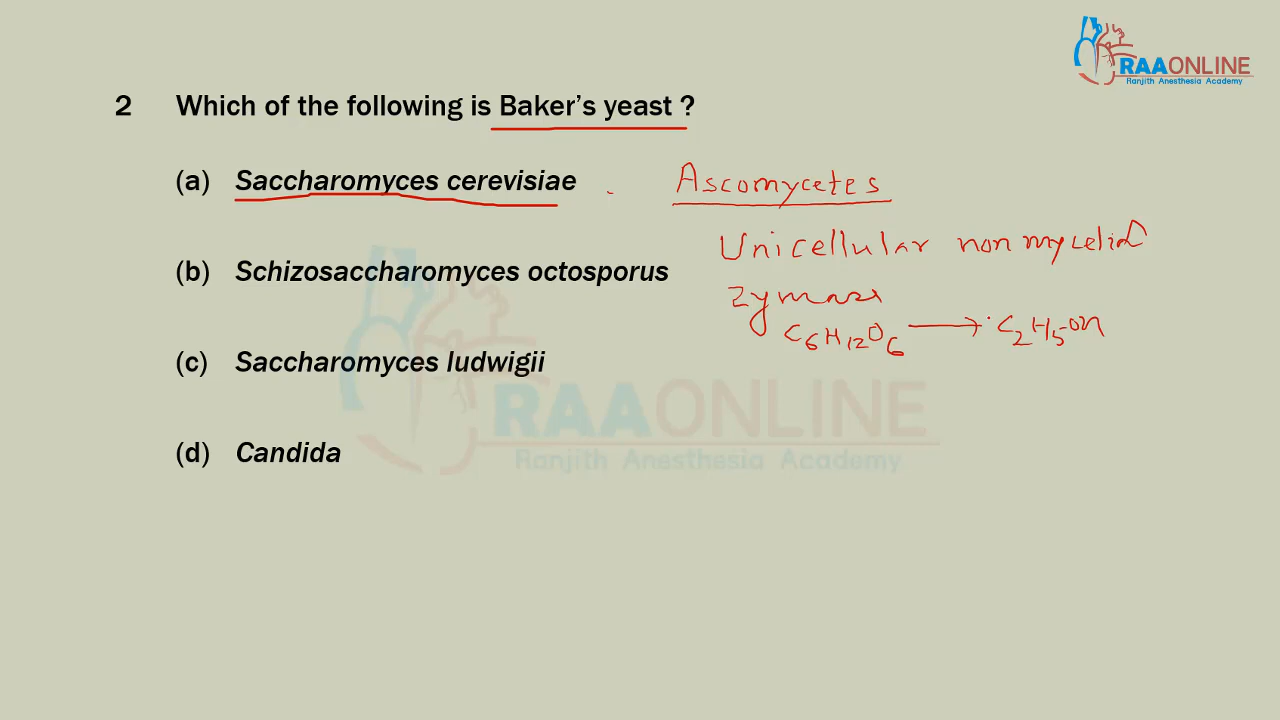 RAAONLINE
Ranjith Anesthesia Academy
2 Which of the following is Baker's yeast ?
(a) Saccharomyces cerevisiae
Ascomycetes
Unicellular non mycelial
(b) Schizosaccharomyces octosporus
Zymase
C6H12O6 → C2H5OH
(c) Saccharomyces ludwigii
RAAONLINE
(d) Candida
Ranjith Anesthesia Academy